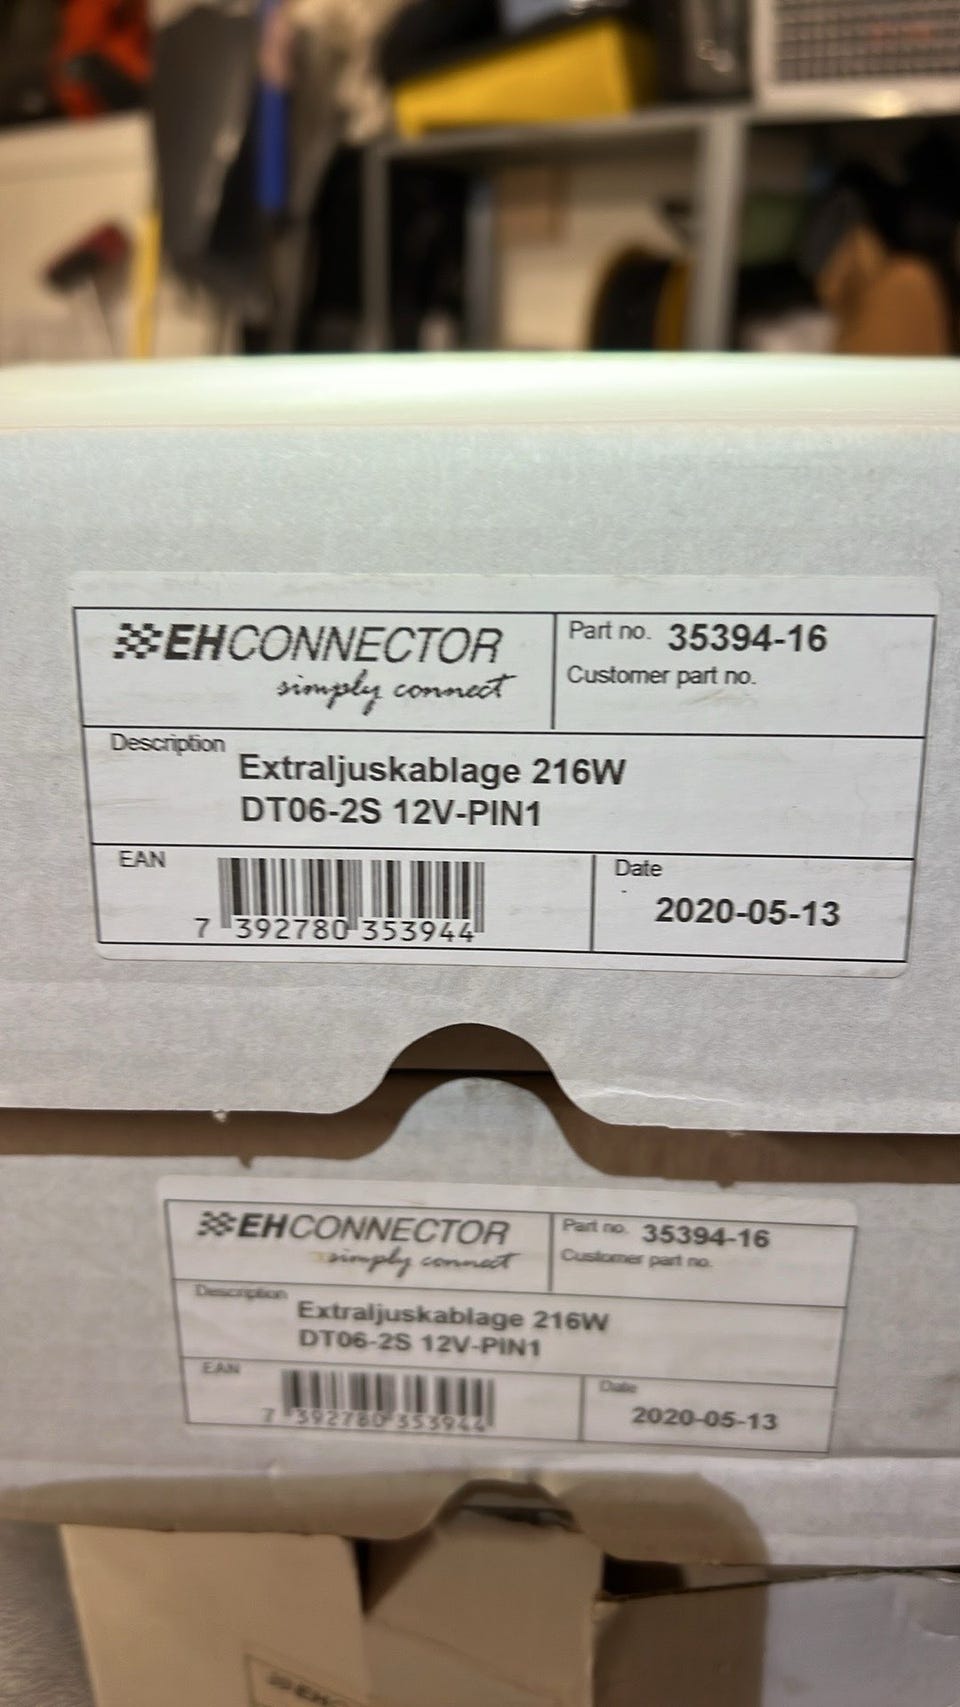 EHCONNECTOR
simply connect
Part no. 35394-16
Customer part no.
Description
Extraljuskablage 216W
DT06-2S 12V-PIN1
EAN
7 392780 353944
Date
2020-05-13
EHCONNECTOR
simply connect
Part no. 35394-16
Customer part no.
Description
Extraljuskablage 216W
DT06-2S 12V-PIN1
EAN
7 392780 353944
Date
2020-05-13